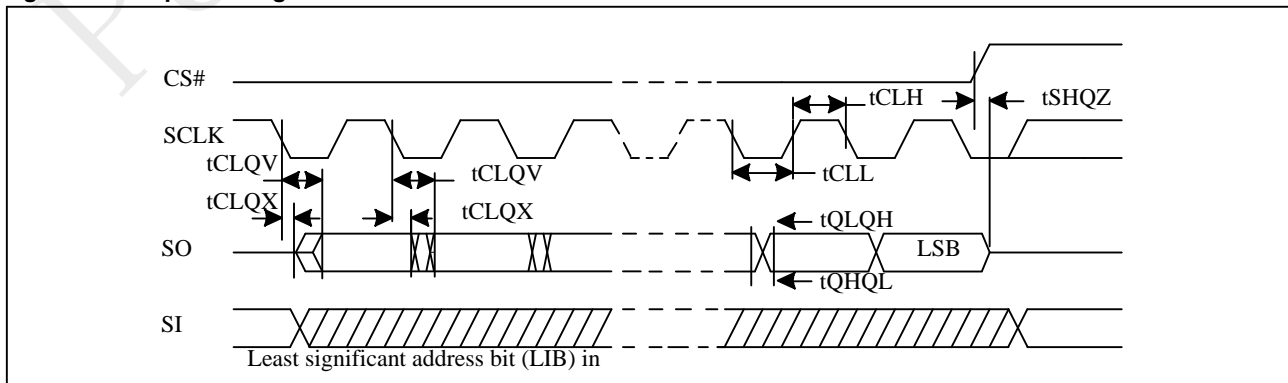 CS#
tCLH
tSHQZ
SCLK
tCLQV
tCLQV
tCLL
tCLQX
tCLQX
tQLQH
SO
LSB
tQHQL
SI
Least significant address bit (LIB) in